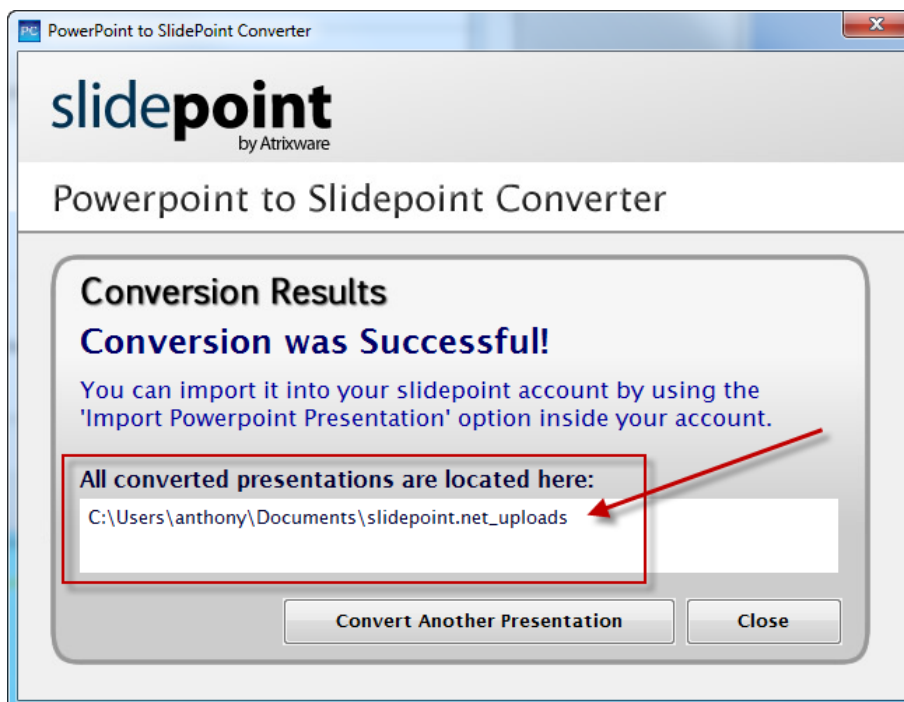 PC PowerPoint to SlidePoint Converter
X
slidepoint
by Atrixware
Powerpoint to Slidepoint Converter
Conversion Results
Conversion was Successful!
You can import it into your slidepoint account by using the
'Import Powerpoint Presentation' option inside your account.
All converted presentations are located here:
C:\Users\anthony\Documents\slidepoint.net_uploads
Convert Another Presentation
Close